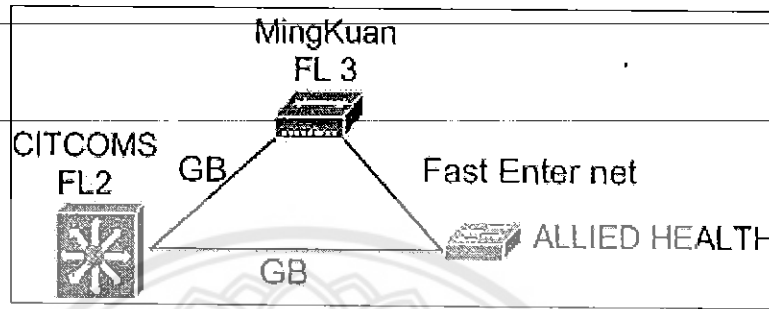 MingKuan
FL 3
CITCOMS
FL2
GB
Fast Enter net
ALLIED HEALTH
GB